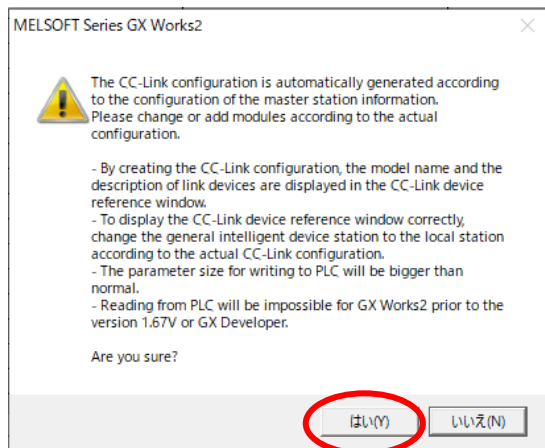 MELSOFT Series GX Works2
The CC-Link configuration is automatically generated according
to the configuration of the master station information.
Please change or add modules according to the actual
configuration.
- By creating the CC-Link configuration, the model name and the
description of link devices are displayed in the CC-Link device
reference window.
- To display the CC-Link device reference window correctly,
change the general intelligent device station to the local station
according to the actual CC-Link configuration.
- The parameter size for writing to PLC will be bigger than
normal.
- Reading from PLC will be impossible for GX Works2 prior to the
version 1.67V or GX Developer.
Are you sure?
はい(Y) いいえ(N)